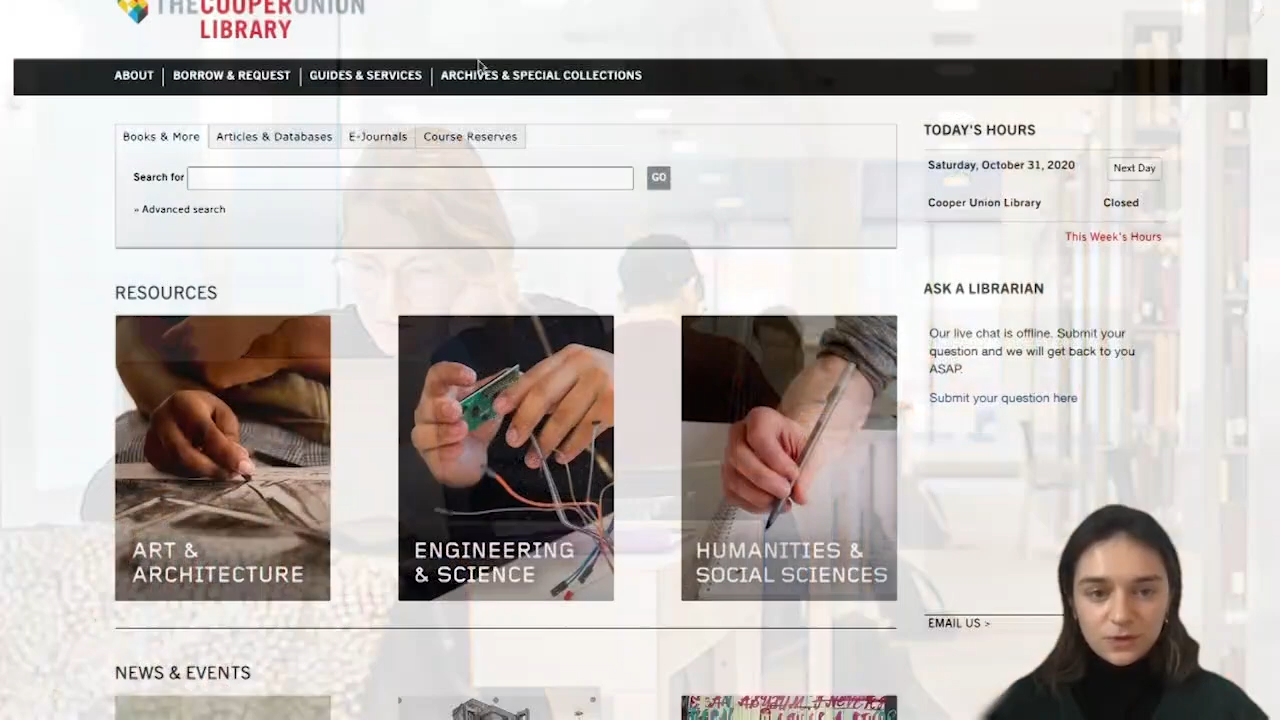 THECOOPERUNION
LIBRARY
ABOUT
BORROW & REQUEST
GUIDES & SERVICES
ARCHIVES & SPECIAL COLLECTIONS
Books & More
Articles & Databases
E-Journals
Course Reserves
Search for
GO
» Advanced search
TODAY'S HOURS
Saturday, October 31, 2020
Next Day
Cooper Union Library
Closed
This Week's Hours
RESOURCES
ASK A LIBRARIAN
Our live chat is offline. Submit your
question and we will get back to you
ASAP.
Submit your question here
ART &
ARCHITECTURE
ENGINEERING
& SCIENCE
HUMANITIES &
SOCIAL SCIENCES
EMAIL US >
NEWS & EVENTS